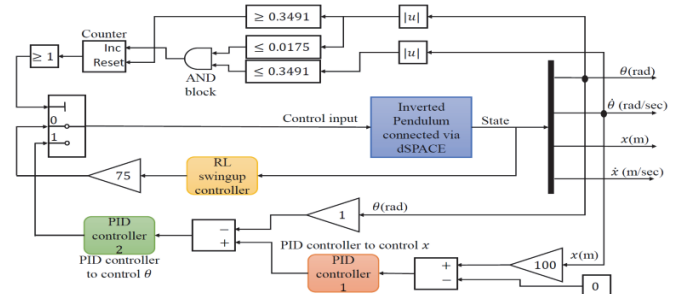 ≥ 0.3491
|u|
Counter
Inc
Reset
≥ 1
≤ 0.0175
≤ 0.3491
|u|
AND
block
θ(rad)
θ̇ (rad/sec)
x(m)
ẋ (m/sec)
0
1
Control input
Inverted
Pendulum
connected via
dSPACE
State
75
RL
swingup
controller
1
θ(rad)
PID
controller
2
PID controller
to control θ
−
+
PID controller to control x
PID
controller
1
+
−
100
x(m)
0